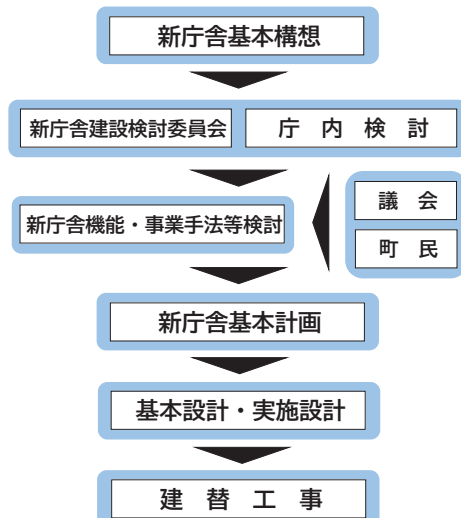 新庁舎基本構想
新庁舎建設検討委員会
庁内検討
新庁舎機能・事業手法等検討
議会
町民
新庁舎基本計画
基本設計・実施設計
建替工事